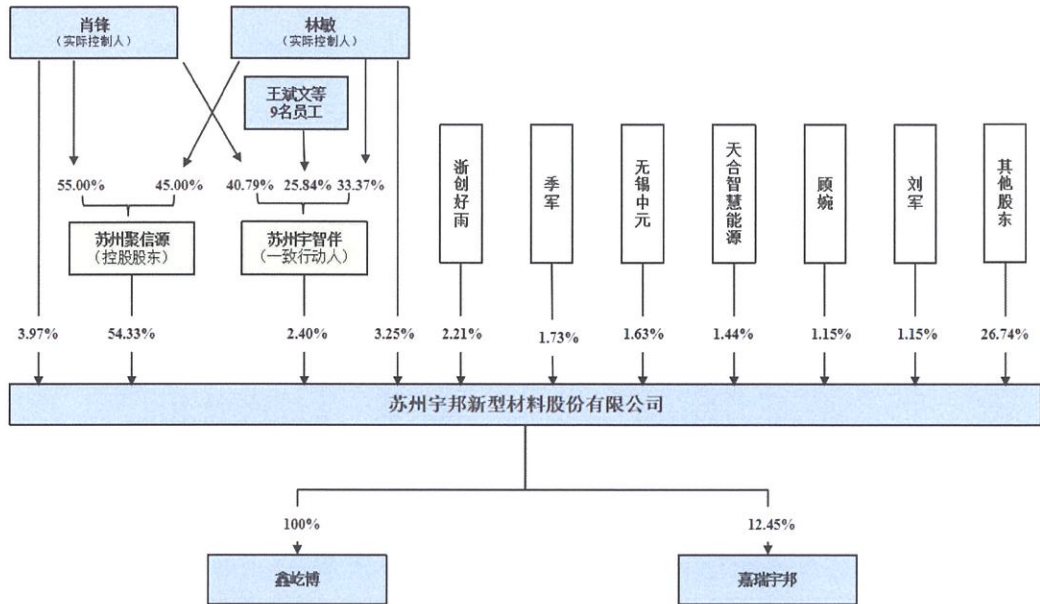 肖锋
（实际控制人）
林敏
（实际控制人）
王斌文等
9名员工
浙创好雨
季军
无锡中元
天合智慧能源
顾婉
刘军
其他股东
55.00%
45.00%
40.79%
25.84%
33.37%
苏州聚信源
（控股股东）
苏州宇智伴
（一致行动人）
3.97%
54.33%
2.40%
3.25%
2.21%
1.73%
1.63%
1.44%
1.15%
1.15%
26.74%
苏州宇邦新型材料股份有限公司
100%
12.45%
鑫屹博
嘉瑞宇邦